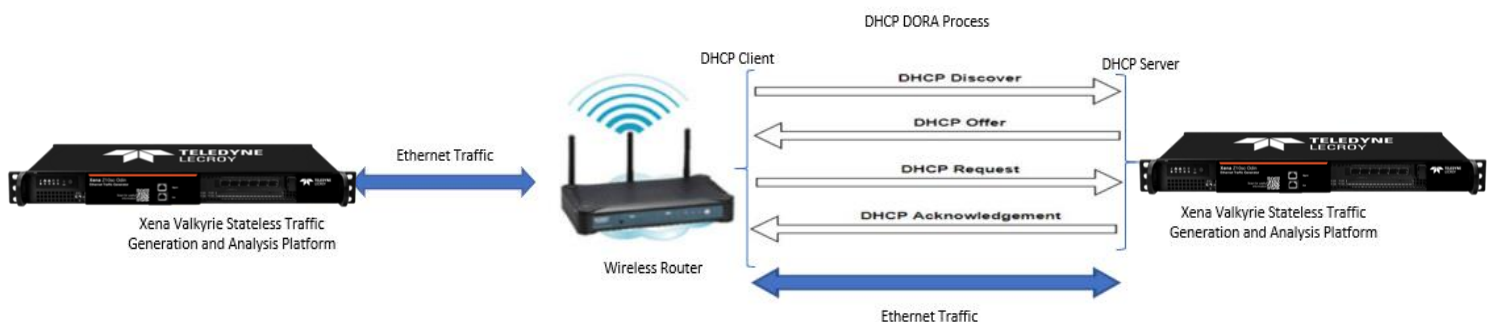 DHCP DORA Process
DHCP Client
DHCP Server
DHCP Discover
DHCP Offer
DHCP Request
DHCP Acknowledgement
Ethernet Traffic
TELEDYNE
LECROY
Xena Valkyrie Stateless Traffic
Generation and Analysis Platform
Wireless Router
Ethernet Traffic
TELEDYNE
LECROY
Xena Valkyrie Stateless Traffic
Generation and Analysis Platform